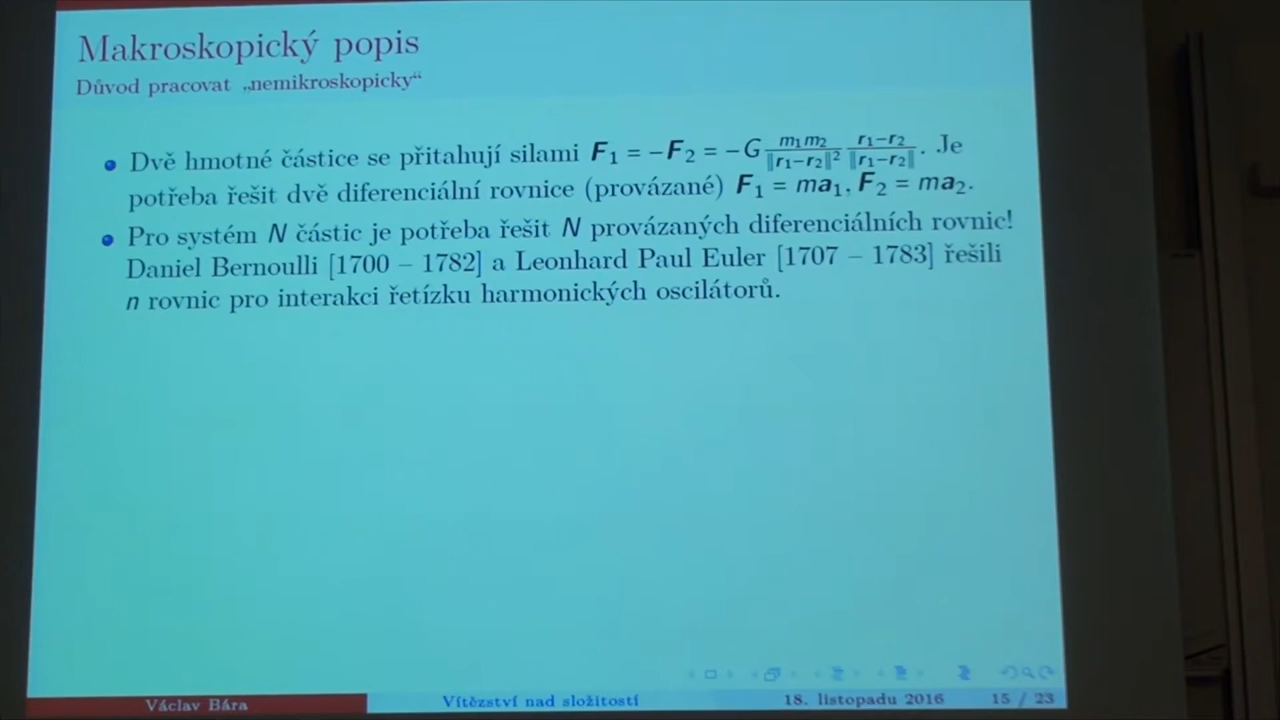 Makroskopický popis
Důvod pracovat „nemikroskopicky“
Dvě hmotné částice se přitahují silami F₁ = −F₂ = −G \frac{m₁m₂}{‖r₁−r₂‖²} \frac{r₁−r₂}{‖r₁−r₂‖}. Je
potřeba řešit dvě diferenciální rovnice (provázané) F₁ = ma₁, F₂ = ma₂.
Pro systém N částic je potřeba řešit N provázaných diferenciálních rovnic!
Daniel Bernoulli [1700 – 1782] a Leonhard Paul Euler [1707 – 1783] řešili
n rovnic pro interakci řetízku harmonických oscilátorů.
Václav Bára Vítězství nad složitostí 18. listopadu 2016 15 / 23